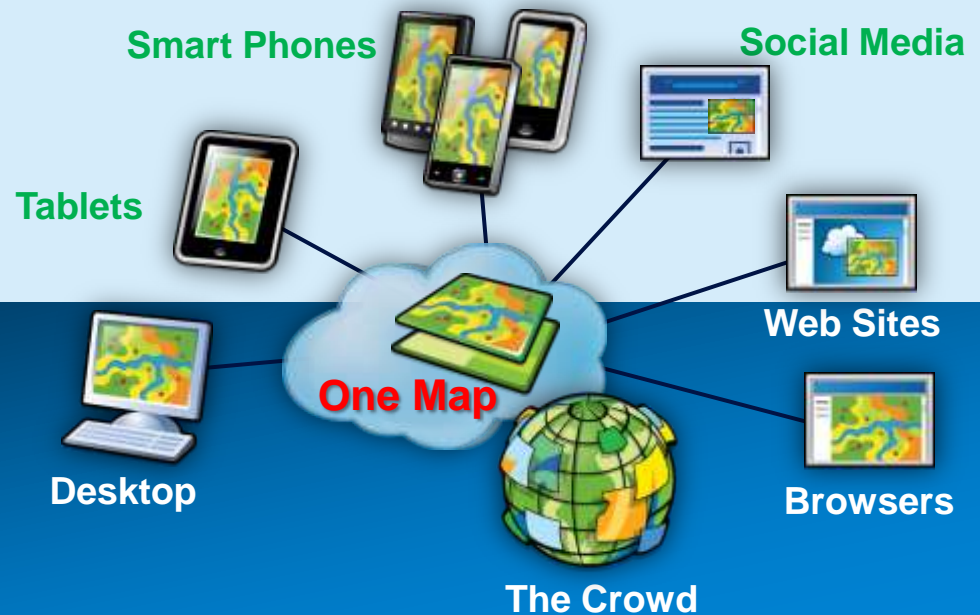 Smart Phones
Social Media
Tablets
Web Sites
One Map
Desktop
Browsers
The Crowd